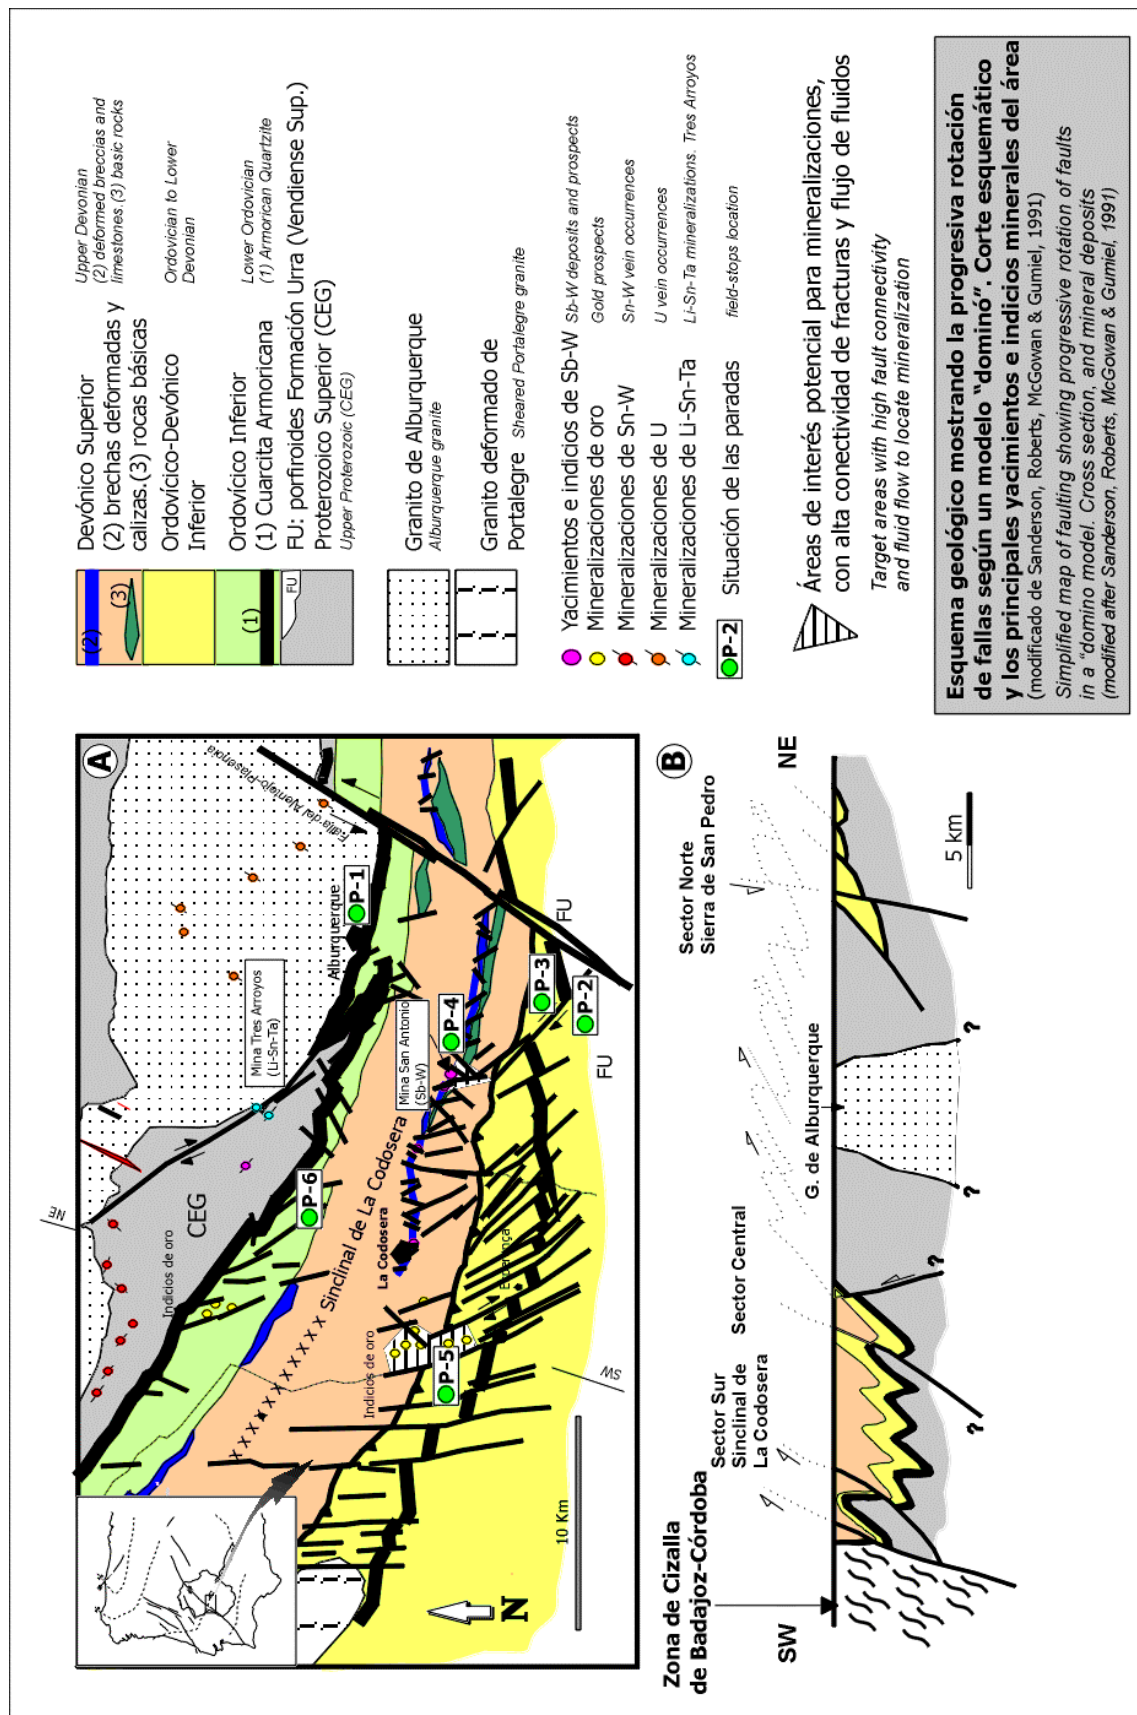 A
Falla del Alentejo-Plasencia
Alburquerque
P-1
Mina Tres Arroyos
(Li-Sn-Ta)
NE
CEG
Indicios de oro
P-6
Sinclinal de La Codosera
La Codosera
Mina San Antonio
(Sb-W)
P-4
P-3
P-2
FU
FU
Indicios de oro
P-5
SW
N
10 Km
B
Zona de Cizalla
de Badajoz-Córdoba
SW
Sector Sur
Sinclinal de
La Codosera
Sector Central
G. de Alburquerque
Sector Norte
Sierra de San Pedro
NE
5 km
?
?
?
?
(2)
(3)
(1)
FU
Devónico Superior
(2) brechas deformadas y
calizas.(3) rocas básicas
Upper Devonian
(2) deformed breccias and
limestones.(3) basic rocks
Ordovícico-Devónico
Inferior
Ordovician to Lower
Devonian
Ordovícico Inferior
(1) Cuarcita Armoricana
Lower Ordovician
(1) Armorican Quartzite
FU: porfiroides Formación Urra (Vendiense Sup.)
Proterozoico Superior (CEG)
Upper Proterozoic (CEG)
Granito de Alburquerque
Alburquerque granite
Granito deformado de
Portalegre Sheared Portalegre granite
Yacimientos e indicios de Sb-W Sb-W deposits and prospects
Mineralizaciones de oro Gold prospects
Mineralizaciones de Sn-W Sn-W vein occurrences
Mineralizaciones de U U vein occurrences
Mineralizaciones de Li-Sn-Ta Li-Sn-Ta mineralizations. Tres Arroyos
P-2 Situación de las paradas field-stops location
Áreas de interés potencial para mineralizaciones,
con alta conectividad de fracturas y flujo de fluidos
Target areas with high fault connectivity
and fluid flow to locate mineralization
Esquema geológico mostrando la progresiva rotación
de fallas según un modelo "dominó". Corte esquemático
y los principales yacimientos e indicios minerales del área
(modificado de Sanderson, Roberts, McGowan & Gumiel, 1991)
Simplified map of faulting showing progressive rotation of faults
in a "domino model. Cross section, and mineral deposits
(modified after Sanderson, Roberts, McGowan & Gumiel, 1991)